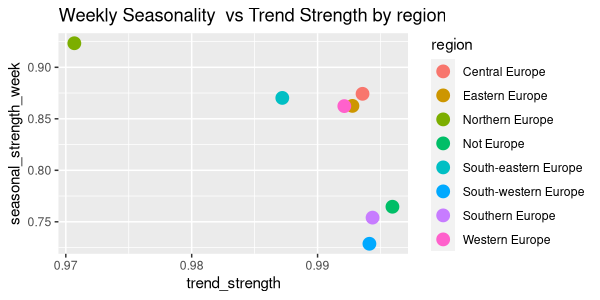 Weekly Seasonality  vs Trend Strength by region
seasonal_strength_week
0.90
0.85
0.80
0.75
0.97
0.98
0.99
trend_strength
region
Central Europe
Eastern Europe
Northern Europe
Not Europe
South-eastern Europe
South-western Europe
Southern Europe
Western Europe